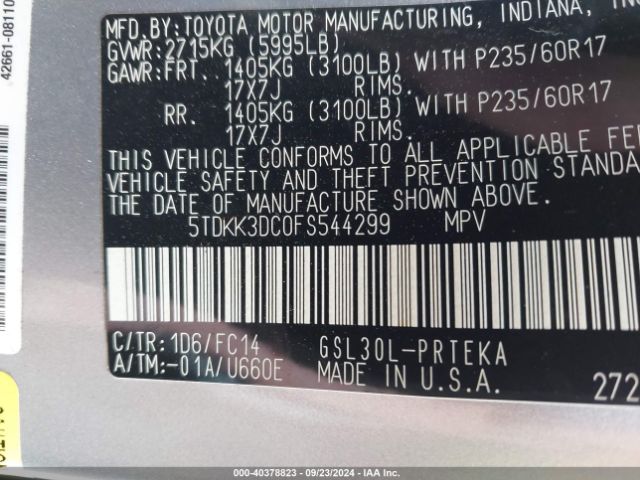 42661-08110
MFD.BY:TOYOTA MOTOR MANUFACTURING, INDIANA, INC
GVWR:2715KG (5995LB)
GAWR:FRT. 1405KG (3100LB) WITH P235/60R17
17X7J RIMS.
RR. 1405KG (3100LB) WITH P235/60R17
17X7J RIMS.
THIS VEHICLE CONFORMS TO ALL APPLICABLE FE
VEHICLE SAFETY AND THEFT PREVENTION STANDA
THE DATE OF MANUFACTURE SHOWN ABOVE.
5TDKK3DC0FS544299 MPV
C/TR:1D6/FC14 GSL30L-PRTEKA
A/TM:-01A/U660E MADE IN U.S.A. 272
000-40378823 - 09/23/2024 - IAA Inc.